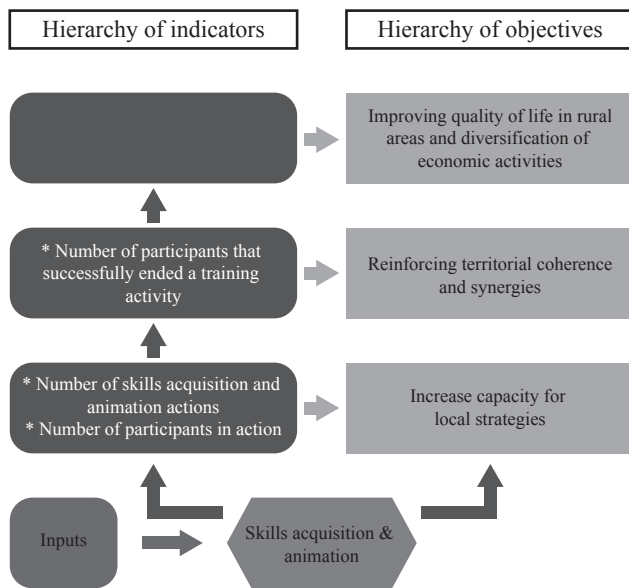 Hierarchy of indicators
Hierarchy of objectives
Improving quality of life in rural
areas and diversification of
economic activities
* Number of participants that
successfully ended a training
activity
Reinforcing territorial coherence
and synergies
* Number of skills acquisition and
animation actions
* Number of participants in action
Increase capacity for
local strategies
Inputs
Skills acquisition &
animation